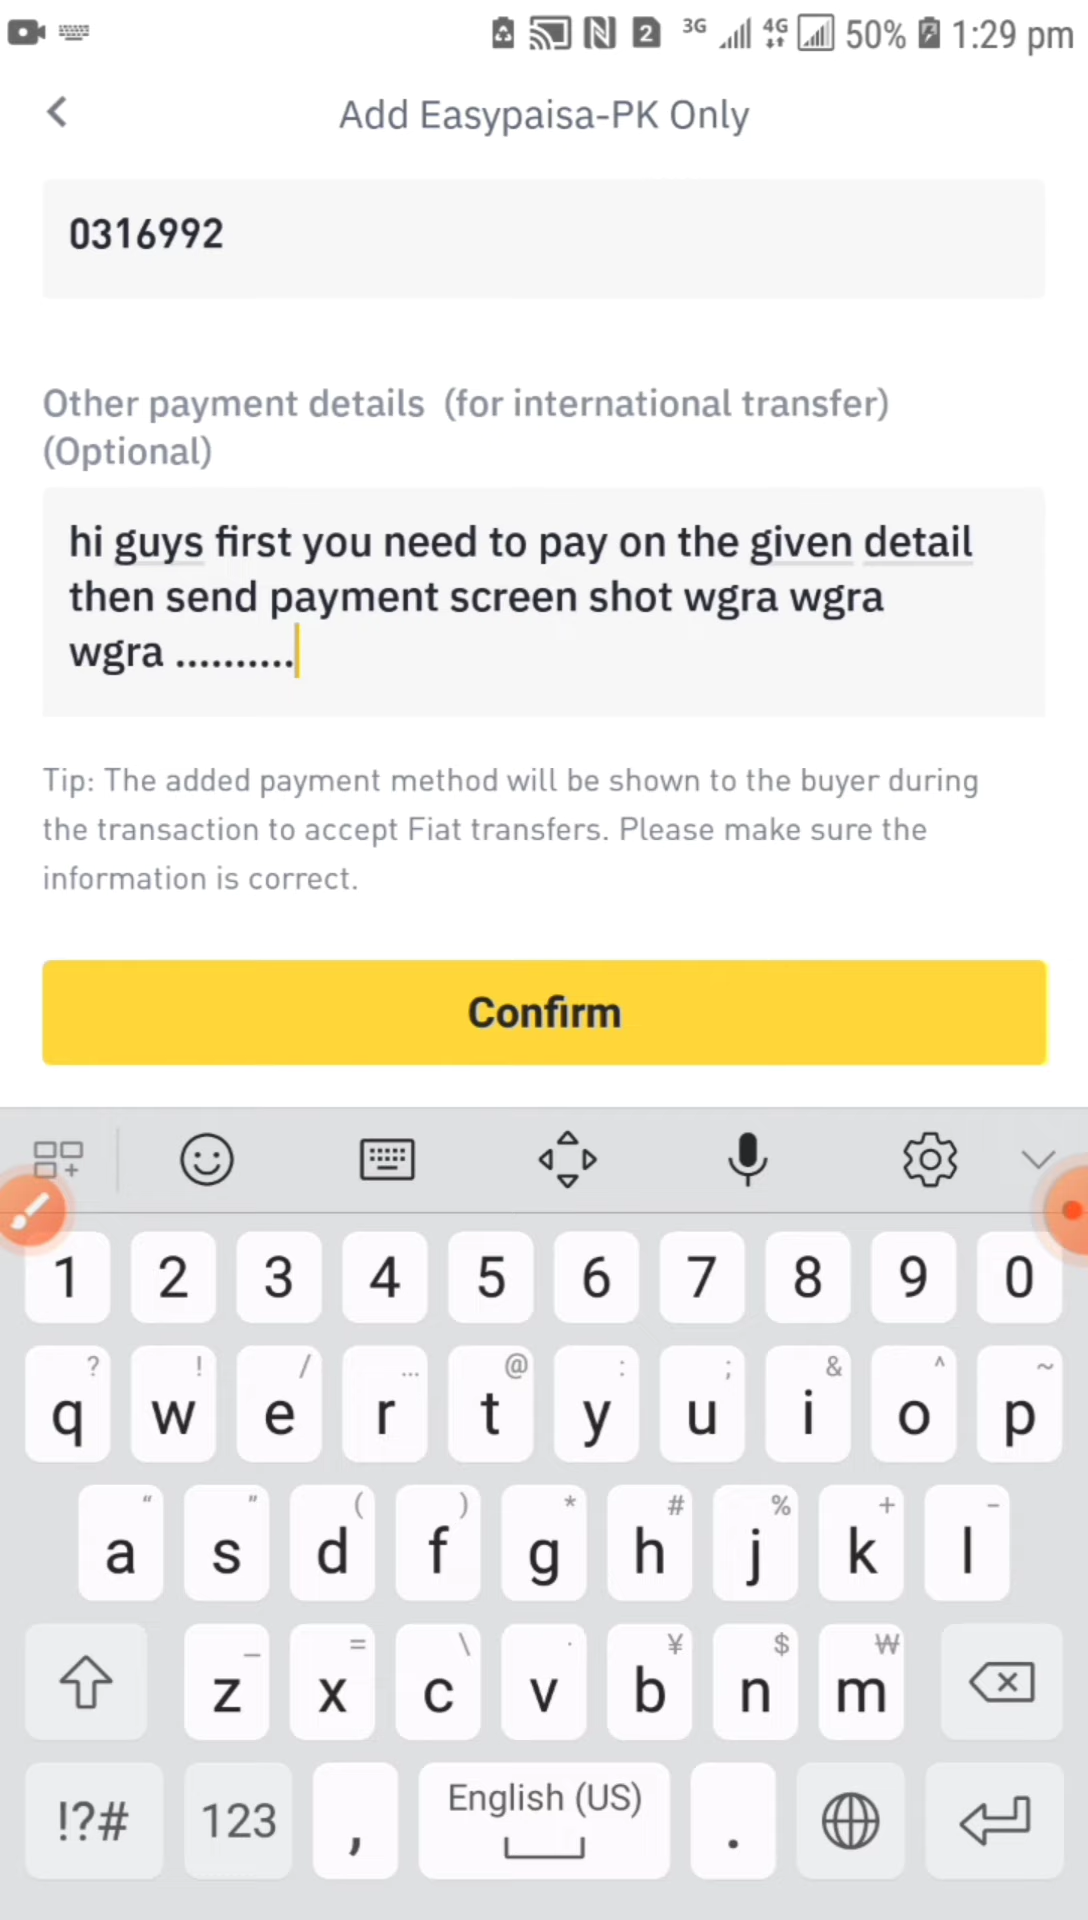 3G 4G 50% 1:29 pm
2
Add Easypaisa-PK Only
0316992
Other payment details (for international transfer)
(Optional)
hi guys first you need to pay on the given detail
then send payment screen shot wgra wgra
wgra ..........
Tip: The added payment method will be shown to the buyer during
the transaction to accept Fiat transfers. Please make sure the
information is correct.
Confirm
1 2 3 4 5 6 7 8 9 0
? ! / ... @ : ; & ^ ~
q w e r t y u i o p
“ ” ( ) * # % + -
a s d f g h j k l
_ = \ · ¥ $ ₩
z x c v b n m
!?# 123 , English (US) .